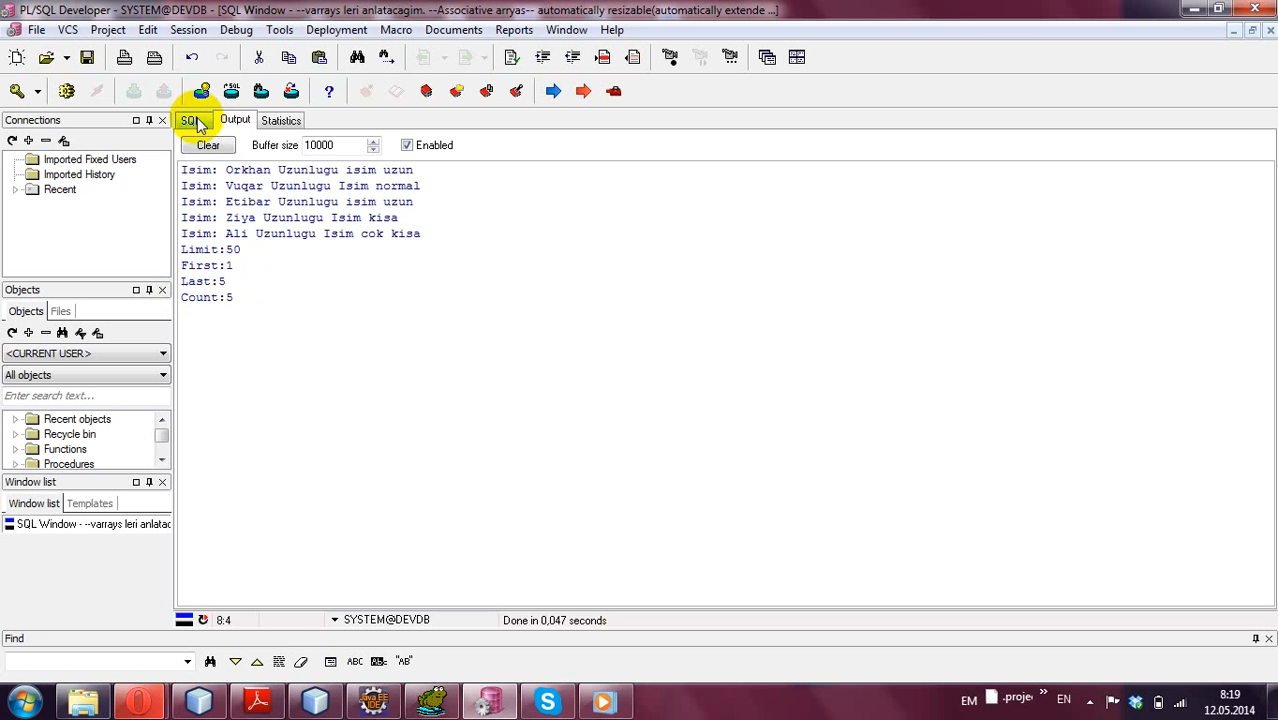 PL/SQL Developer - SYSTEM@DEVDB - [SQL Window - --varrays leri anlatacagim. --Associative arryas-- automatically resizable(automatically extende ...]
File VCS Project Edit Session Debug Tools Deployment Macro Documents Reports Window Help
Connections
Imported Fixed Users
Imported History
Recent
SQL Output Statistics
Clear Buffer size 10000 Enabled
Isim: Orkhan Uzunlugu isim uzun
Isim: Vuqar Uzunlugu Isim normal
Isim: Etibar Uzunlugu isim uzun
Isim: Ziya Uzunlugu Isim kisa
Isim: Ali Uzunlugu Isim cok kisa
Limit:50
First:1
Last:5
Count:5
Objects
Objects Files
<CURRENT USER>
All objects
Enter search text...
Recent objects
Recycle bin
Functions
Procedures
Window list
Window list Templates
SQL Window - --varrays leri anlatac
8:4 SYSTEM@DEVDB Done in 0,047 seconds
Find
ABC ABc "AB"
EM .projec » EN
8:19
12.05.2014